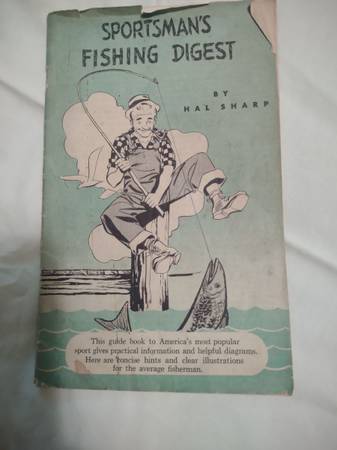 SPORTSMAN'S
FISHING DIGEST
BY
HAL SHARP
This guide book to America's most popular
sport gives practical information and helpful diagrams.
Here are concise hints and clear illustrations
for the average fisherman.